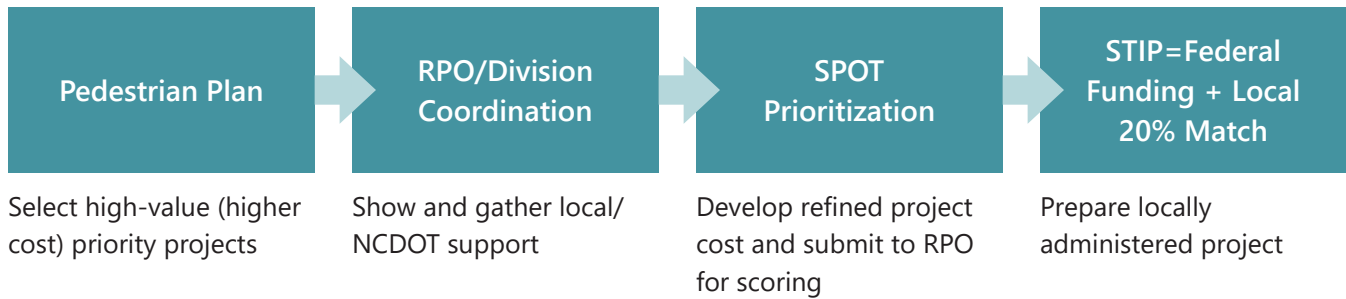 Pedestrian Plan
RPO/Division
Coordination
SPOT
Prioritization
STIP=Federal
Funding + Local
20% Match
Select high-value (higher
cost) priority projects
Show and gather local/
NCDOT support
Develop refined project
cost and submit to RPO
for scoring
Prepare locally
administered project